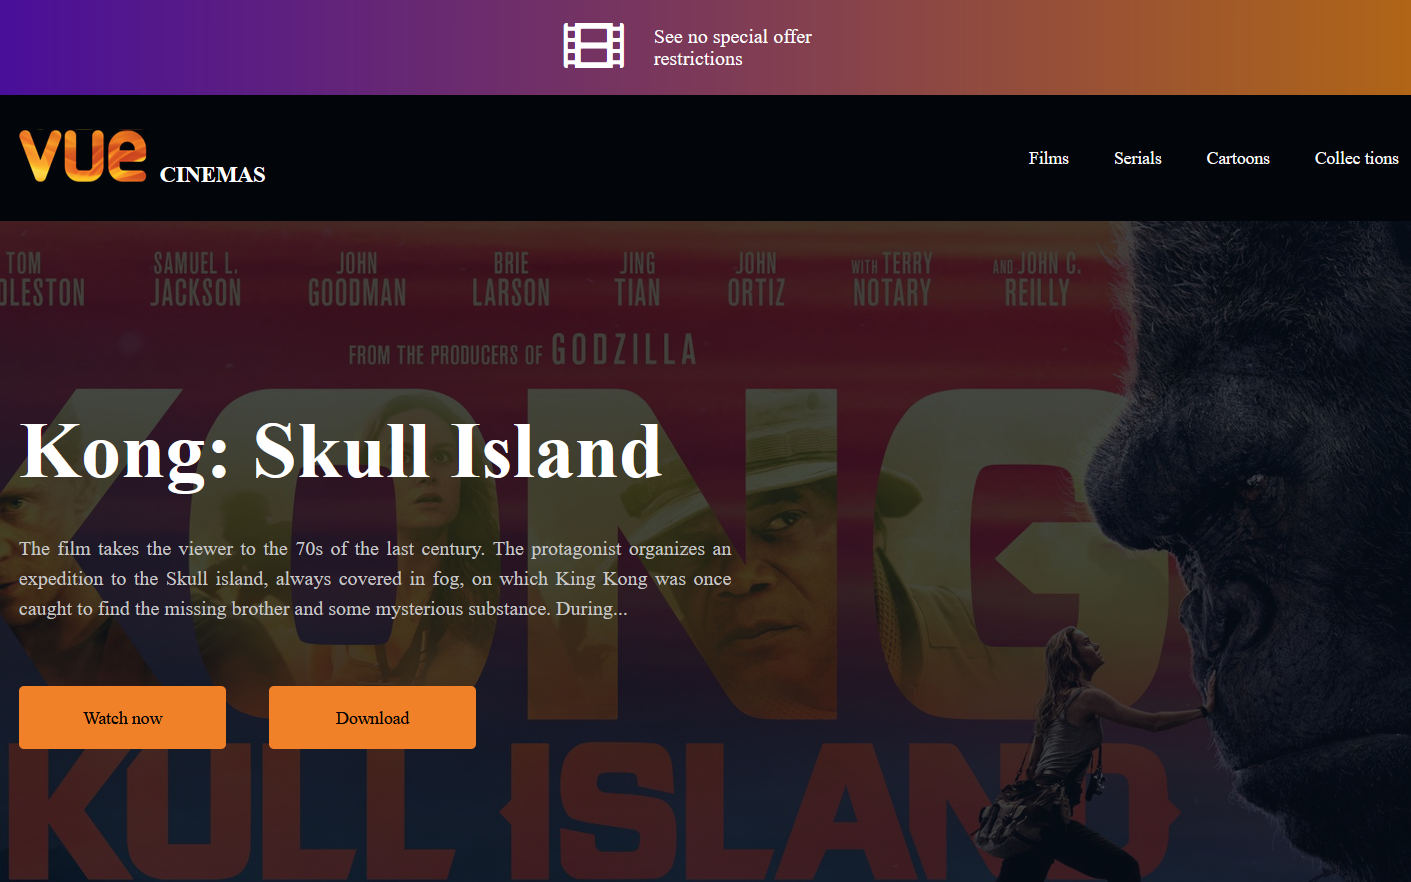 See no special offer
restrictions
vue CINEMAS
Films Serials Cartoons Collec tions
TOM SAMUEL L. JOHN BRIE JING JOHN WITH TERRY AND JOHN C.
DLESTON JACKSON GOODMAN LARSON TIAN ORTIZ NOTARY REILLY
FROM THE PRODUCERS OF GODZILLA
KONG
Kong: Skull Island
The film takes the viewer to the 70s of the last century. The protagonist organizes an
expedition to the Skull island, always covered in fog, on which King Kong was once
caught to find the missing brother and some mysterious substance. During...
Watch now Download
KULL ISLAND